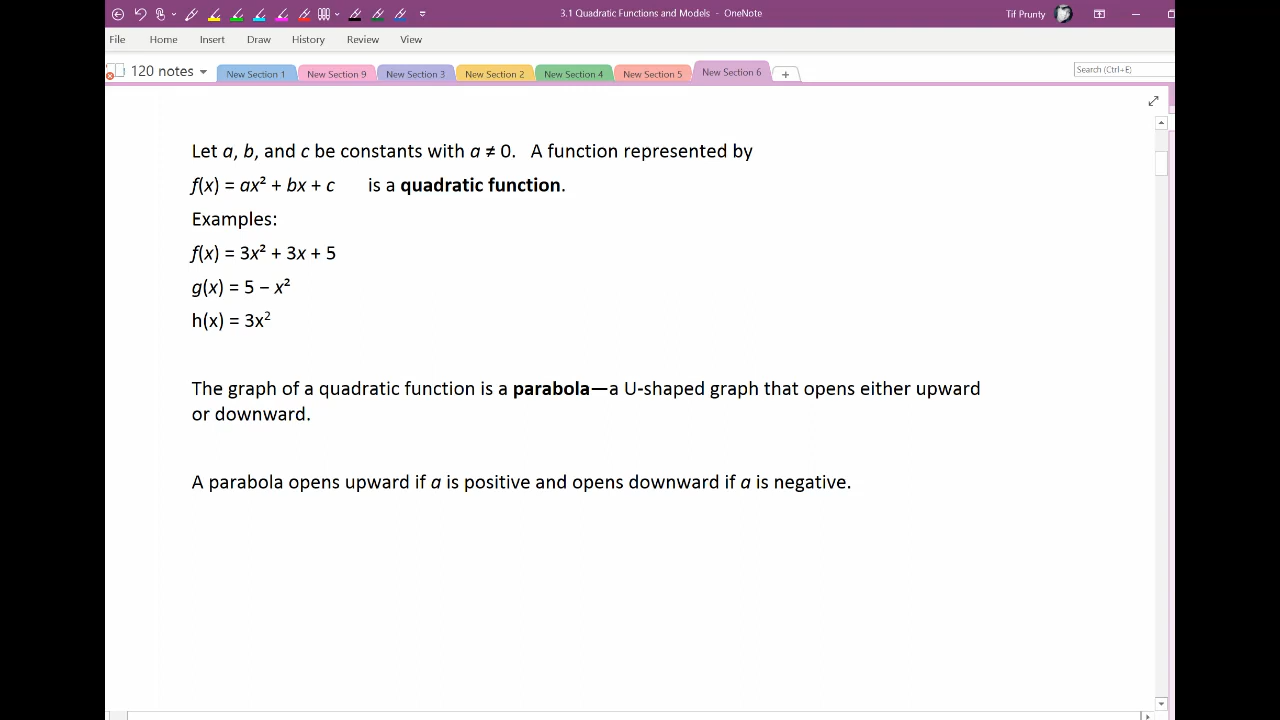 3.1 Quadratic Functions and Models - OneNote
Tif Prunty
File Home Insert Draw History Review View
120 notes New Section 1 New Section 9 New Section 3 New Section 2 New Section 4 New Section 5 New Section 6 +
Search (Ctrl+E)
Let a, b, and c be constants with a ≠ 0. A function represented by
f(x) = ax² + bx + c is a quadratic function.
Examples:
f(x) = 3x² + 3x + 5
g(x) = 5 − x²
h(x) = 3x²
The graph of a quadratic function is a parabola—a U-shaped graph that opens either upward
or downward.
A parabola opens upward if a is positive and opens downward if a is negative.